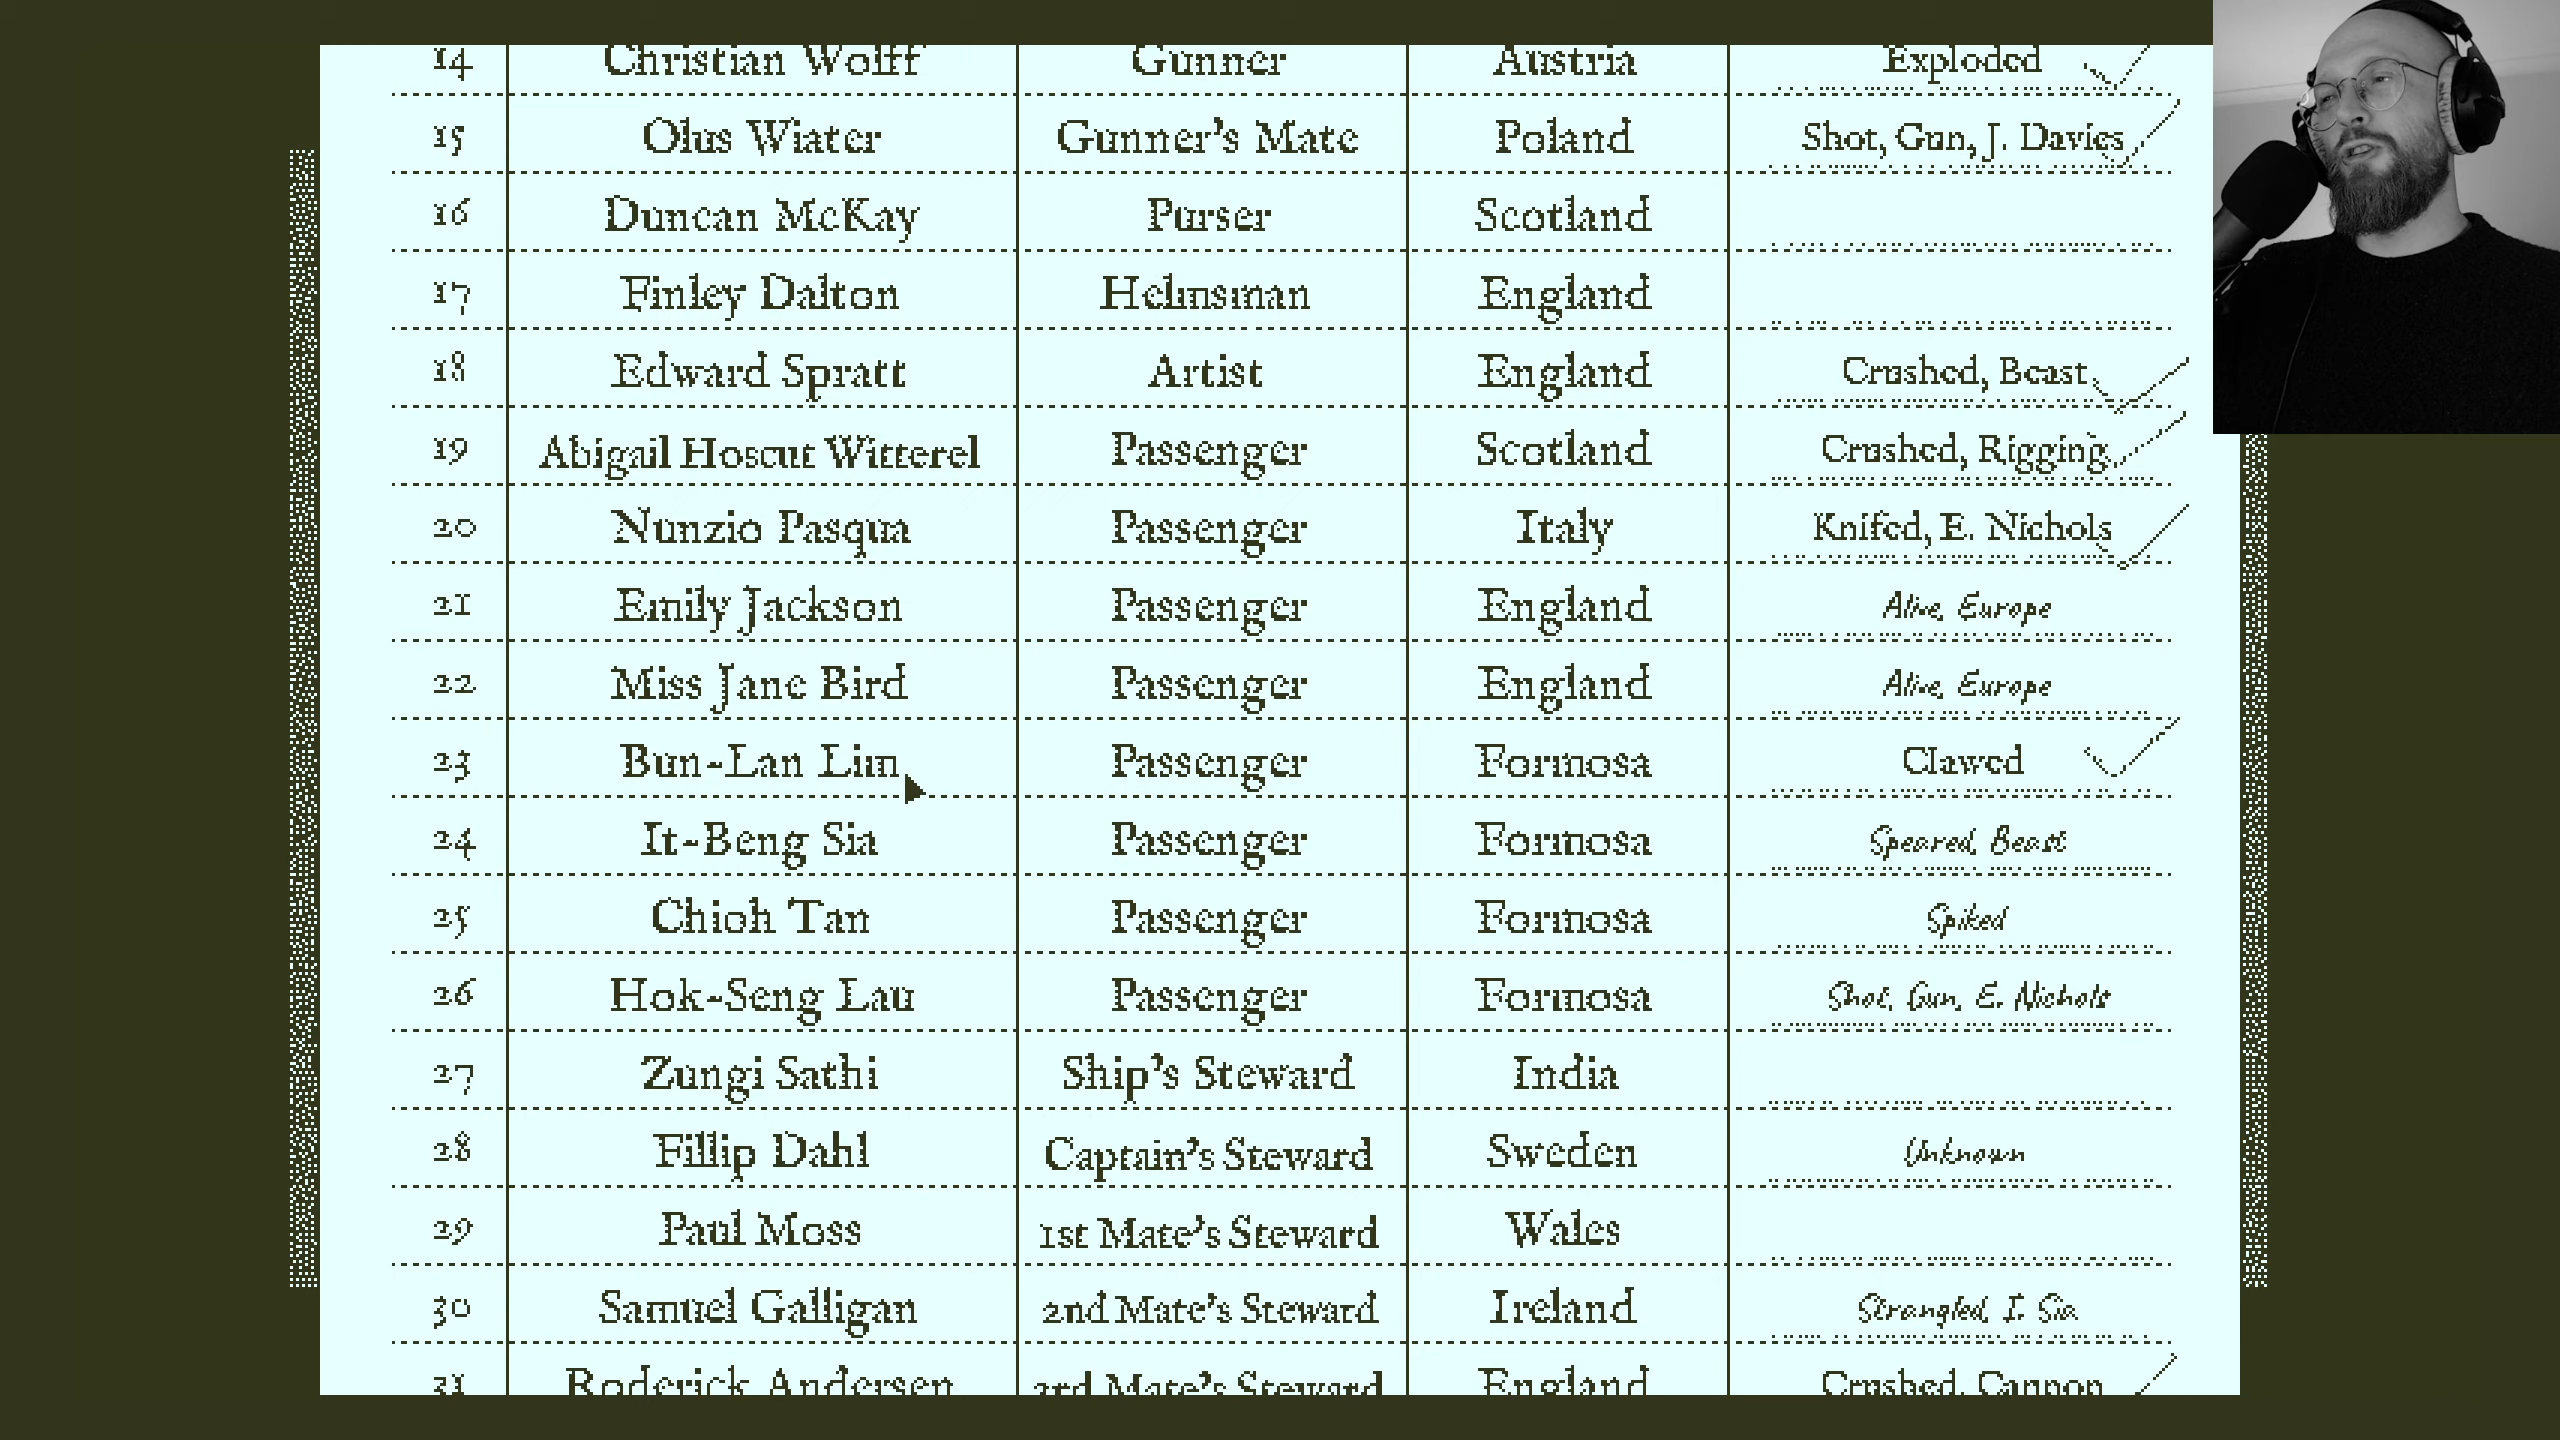 14 Christian Wolff Gunner Austria Exploded
15 Olus Wiater Gunner's Mate Poland Shot, Gun, J. Davies
16 Duncan McKay Purser Scotland
17 Finley Dalton Helmsman England
18 Edward Spratt Artist England Crushed, Beast
19 Abigail Hoscut Witterel Passenger Scotland Crushed, Rigging
20 Nunzio Pasqua Passenger Italy Knifed, E. Nichols
21 Emily Jackson Passenger England Alive, Europe
22 Miss Jane Bird Passenger England Alive, Europe
23 Bun-Lan Lim Passenger Formosa Clawed
24 It-Beng Sia Passenger Formosa Speared, Beast
25 Chioh Tan Passenger Formosa Spiked
26 Hok-Seng Lau Passenger Formosa Shot, Gun, E. Nichols
27 Zungi Sathi Ship's Steward India
28 Fillip Dahl Captain's Steward Sweden Unknown
29 Paul Moss 1st Mate's Steward Wales
30 Samuel Galligan 2nd Mate's Steward Ireland Strangled, I. Sia
31 Roderick Andersen 3rd Mate's Steward England Crushed, Cannon